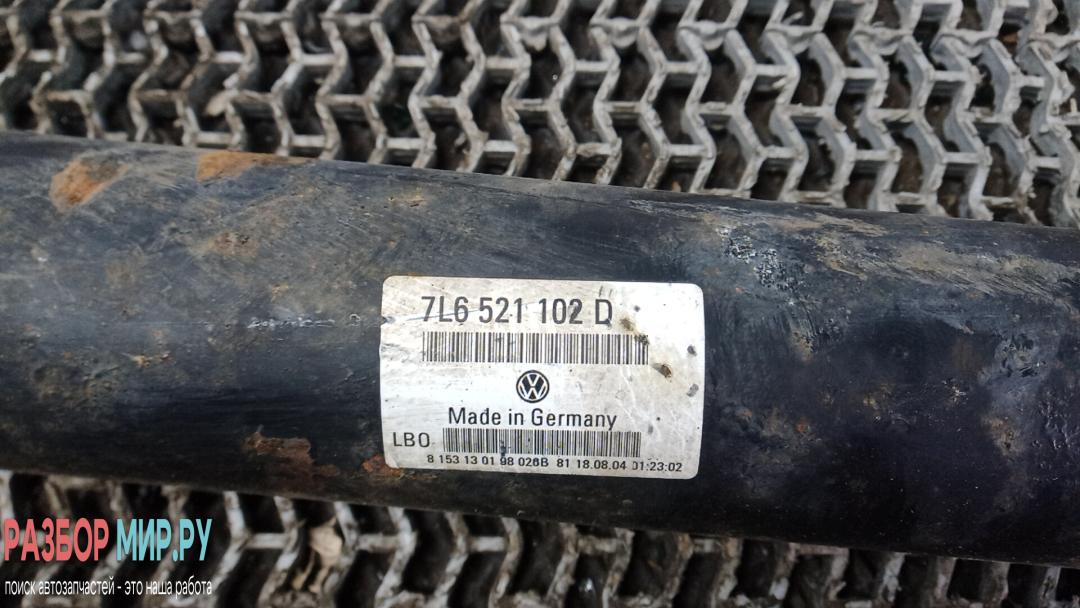 7L6 521 102 D
Made in Germany
LBO
8 153 13 01 98 026B 81 18.08.04 01:23:02
РАЗБОР МИР.РУ
поиск автозапчастей - это наша работа